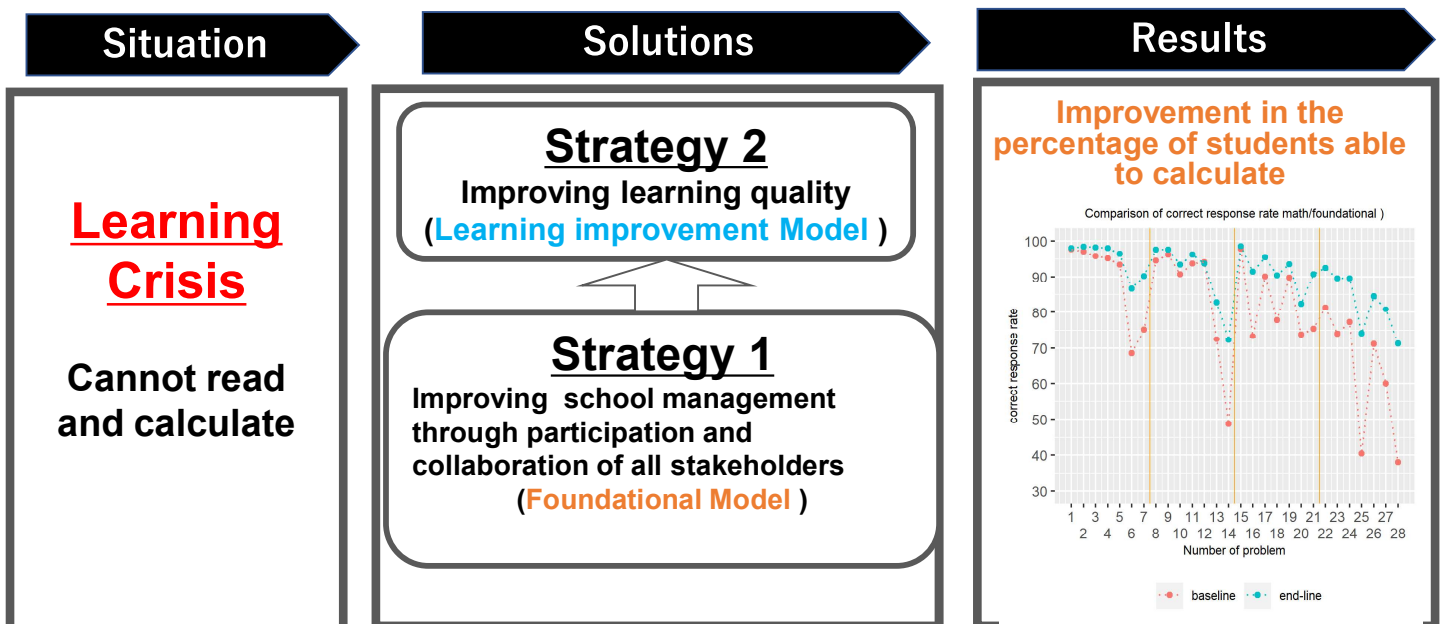 Situation
Solutions
Results
Learning
Crisis
Cannot read
and calculate
Strategy 2
Improving learning quality
(Learning improvement Model )
Strategy 1
Improving school management
through participation and
collaboration of all stakeholders
(Foundational Model )
Improvement in the
percentage of students able
to calculate
Comparison of correct response rate math/foundational )
correct response rate
100
90
80
70
60
50
40
30
1 3 5 7 9 11 13 15 17 19 21 23 25 27
2 4 6 8 10 12 14 16 18 20 22 24 26 28
Number of problem
baseline end-line